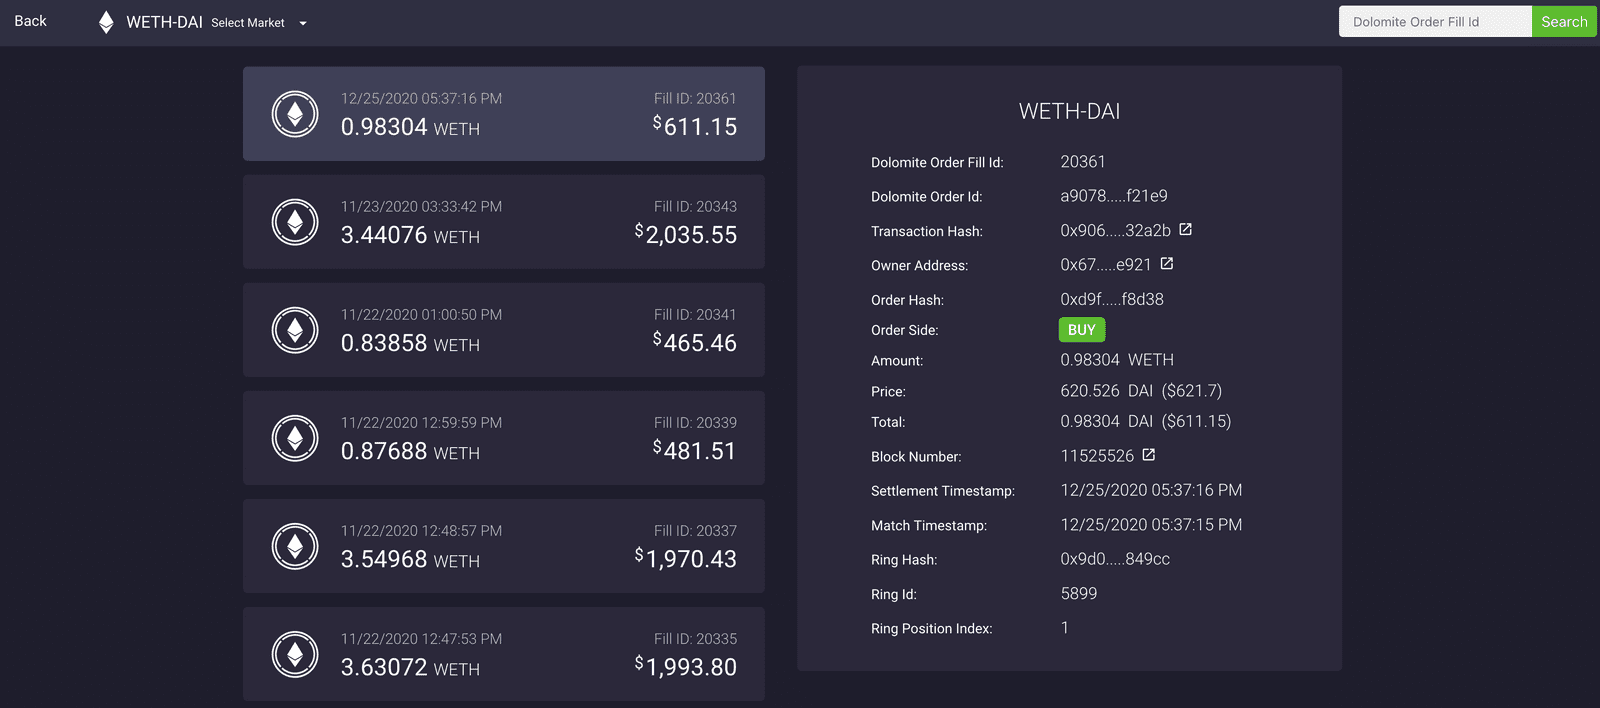 Back
WETH-DAI Select Market
Dolomite Order Fill Id Search
12/25/2020 05:37:16 PM Fill ID: 20361
0.98304 WETH $611.15
11/23/2020 03:33:42 PM Fill ID: 20343
3.44076 WETH $2,035.55
11/22/2020 01:00:50 PM Fill ID: 20341
0.83858 WETH $465.46
11/22/2020 12:59:59 PM Fill ID: 20339
0.87688 WETH $481.51
11/22/2020 12:48:57 PM Fill ID: 20337
3.54968 WETH $1,970.43
11/22/2020 12:47:53 PM Fill ID: 20335
3.63072 WETH $1,993.80
WETH-DAI
Dolomite Order Fill Id: 20361
Dolomite Order Id: a9078.....f21e9
Transaction Hash: 0x906.....32a2b
Owner Address: 0x67.....e921
Order Hash: 0xd9f.....f8d38
Order Side: BUY
Amount: 0.98304 WETH
Price: 620.526 DAI ($621.7)
Total: 0.98304 DAI ($611.15)
Block Number: 11525526
Settlement Timestamp: 12/25/2020 05:37:16 PM
Match Timestamp: 12/25/2020 05:37:15 PM
Ring Hash: 0x9d0.....849cc
Ring Id: 5899
Ring Position Index: 1